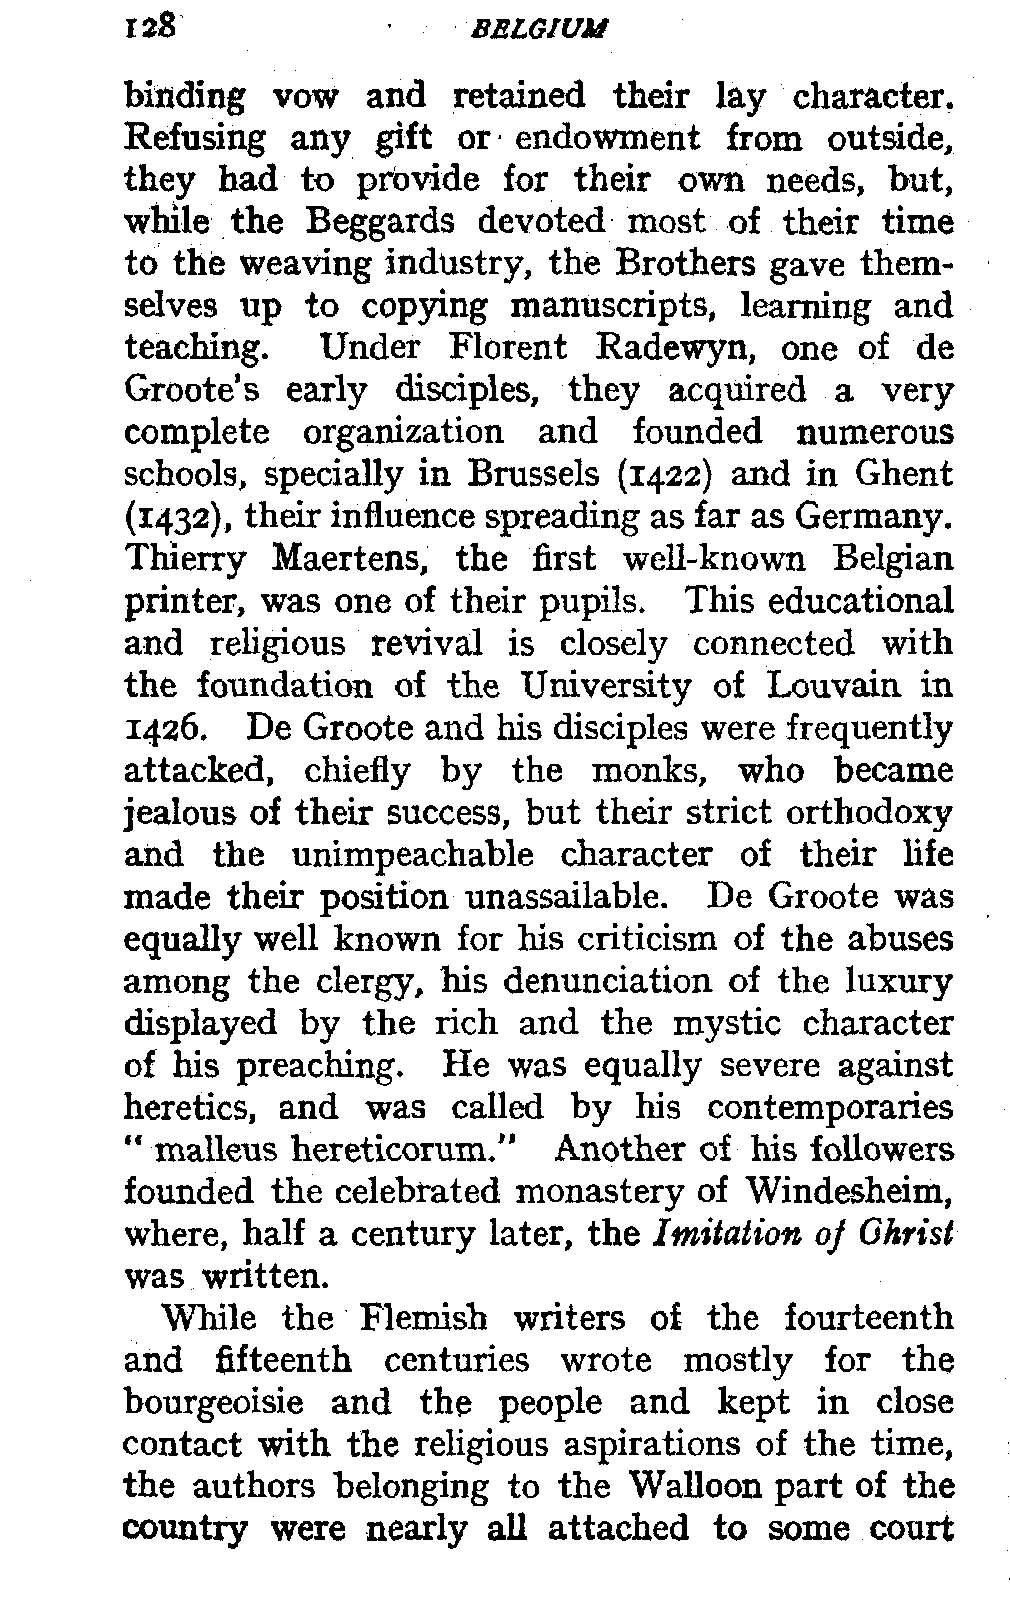 128 BELGIUM
binding vow and retained their lay character.
Refusing any gift or endowment from outside,
they had to provide for their own needs, but,
while the Beggards devoted most of their time
to the weaving industry, the Brothers gave them-
selves up to copying manuscripts, learning and
teaching. Under Florent Radewyn, one of de
Groote's early disciples, they acquired a very
complete organization and founded numerous
schools, specially in Brussels (1422) and in Ghent
(1432), their influence spreading as far as Germany.
Thierry Maertens, the first well-known Belgian
printer, was one of their pupils. This educational
and religious revival is closely connected with
the foundation of the University of Louvain in
1426. De Groote and his disciples were frequently
attacked, chiefly by the monks, who became
jealous of their success, but their strict orthodoxy
and the unimpeachable character of their life
made their position unassailable. De Groote was
equally well known for his criticism of the abuses
among the clergy, his denunciation of the luxury
displayed by the rich and the mystic character
of his preaching. He was equally severe against
heretics, and was called by his contemporaries
" malleus hereticorum." Another of his followers
founded the celebrated monastery of Windesheim,
where, half a century later, the Imitation of Christ
was written.
While the Flemish writers of the fourteenth
and fifteenth centuries wrote mostly for the
bourgeoisie and the people and kept in close
contact with the religious aspirations of the time,
the authors belonging to the Walloon part of the
country were nearly all attached to some court